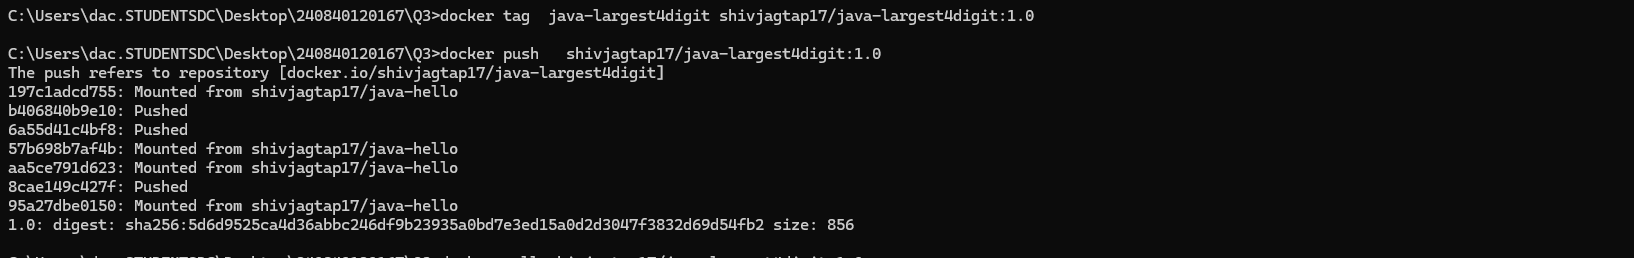 C:\Users\dac.STUDENTSDC\Desktop\240840120167\Q3>docker tag  java-largest4digit shivjagtap17/java-largest4digit:1.0
C:\Users\dac.STUDENTSDC\Desktop\240840120167\Q3>docker push   shivjagtap17/java-largest4digit:1.0
The push refers to repository [docker.io/shivjagtap17/java-largest4digit]
197c1adcd755: Mounted from shivjagtap17/java-hello
b406840b9e10: Pushed
6a55d41c4bf8: Pushed
57b698b7af4b: Mounted from shivjagtap17/java-hello
aa5ce791d623: Mounted from shivjagtap17/java-hello
8cae149c427f: Pushed
95a27dbe0150: Mounted from shivjagtap17/java-hello
1.0: digest: sha256:5d6d9525ca4d36abbc246df9b23935a0bd7e3ed15a0d2d3047f3832d69d54fb2 size: 856